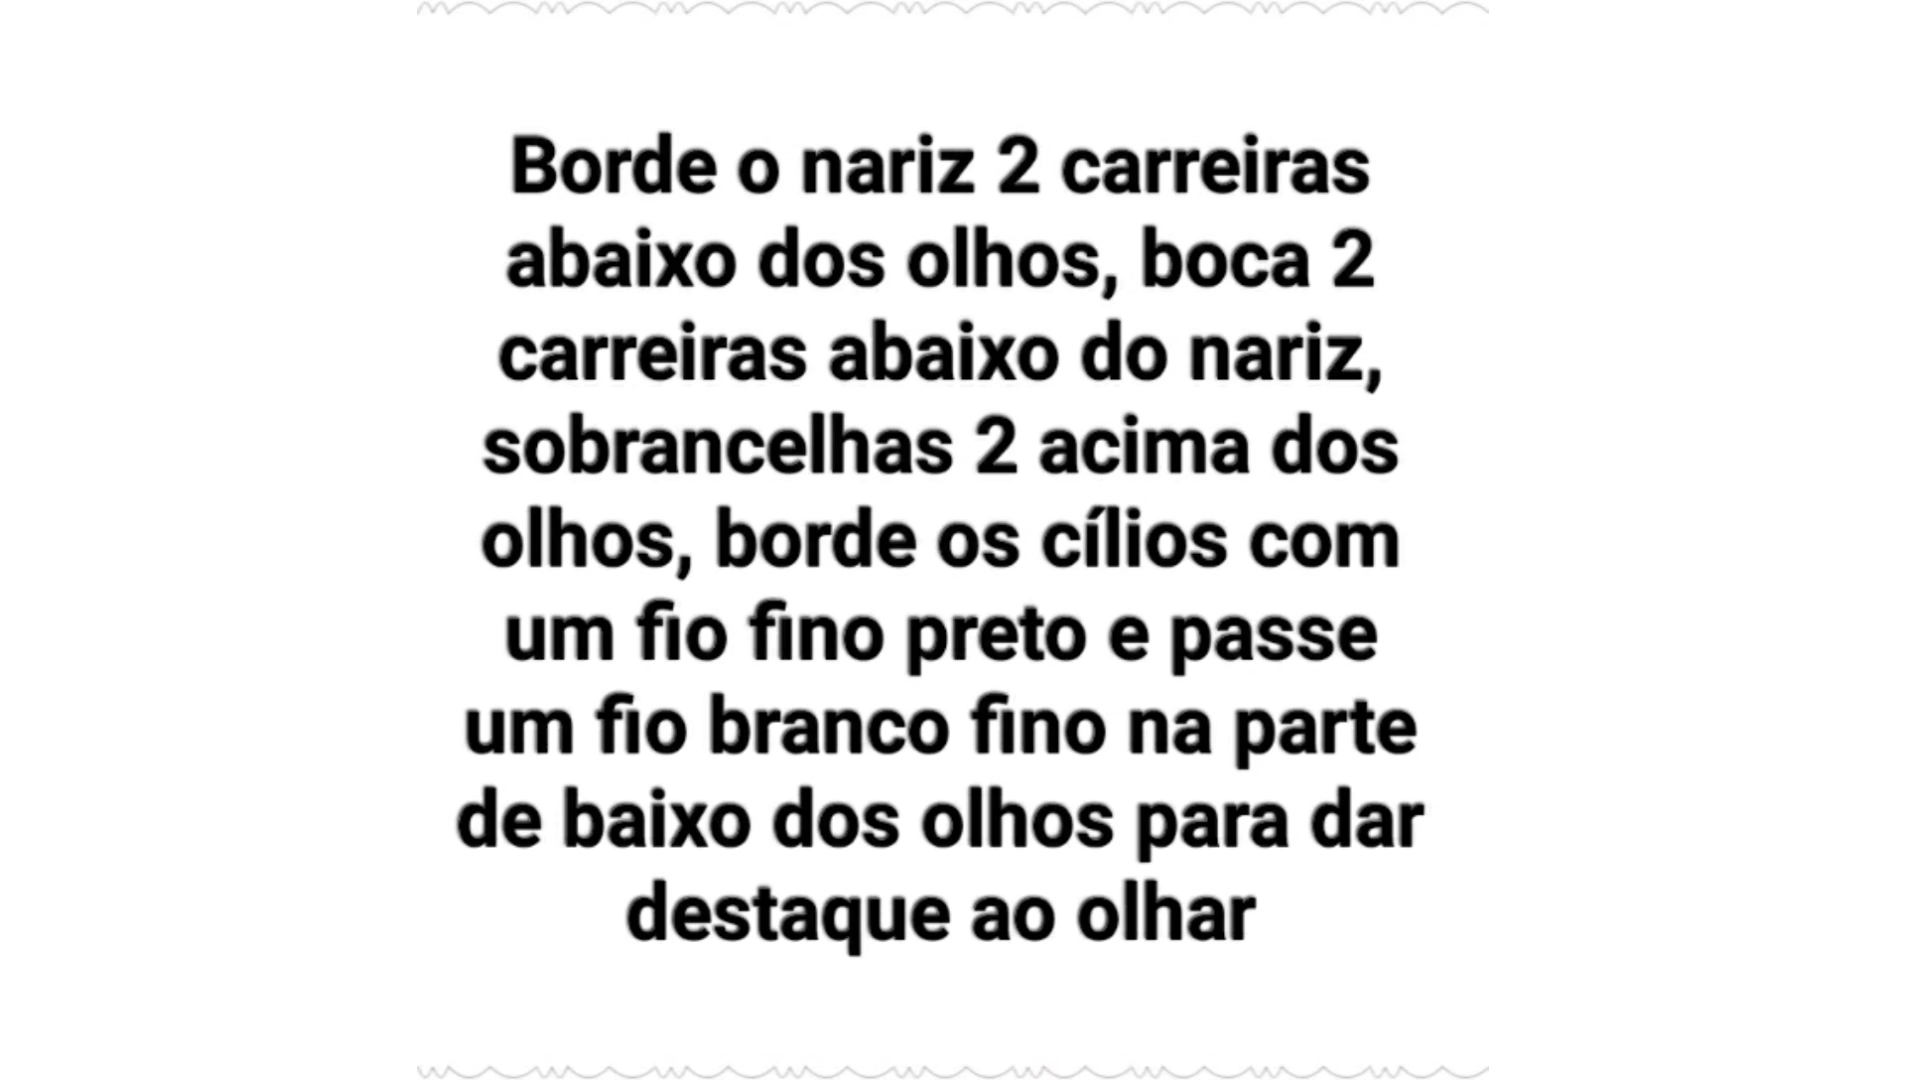 Borde o nariz 2 carreiras
abaixo dos olhos, boca 2
carreiras abaixo do nariz,
sobrancelhas 2 acima dos
olhos, borde os cílios com
um fio fino preto e passe
um fio branco fino na parte
de baixo dos olhos para dar
destaque ao olhar